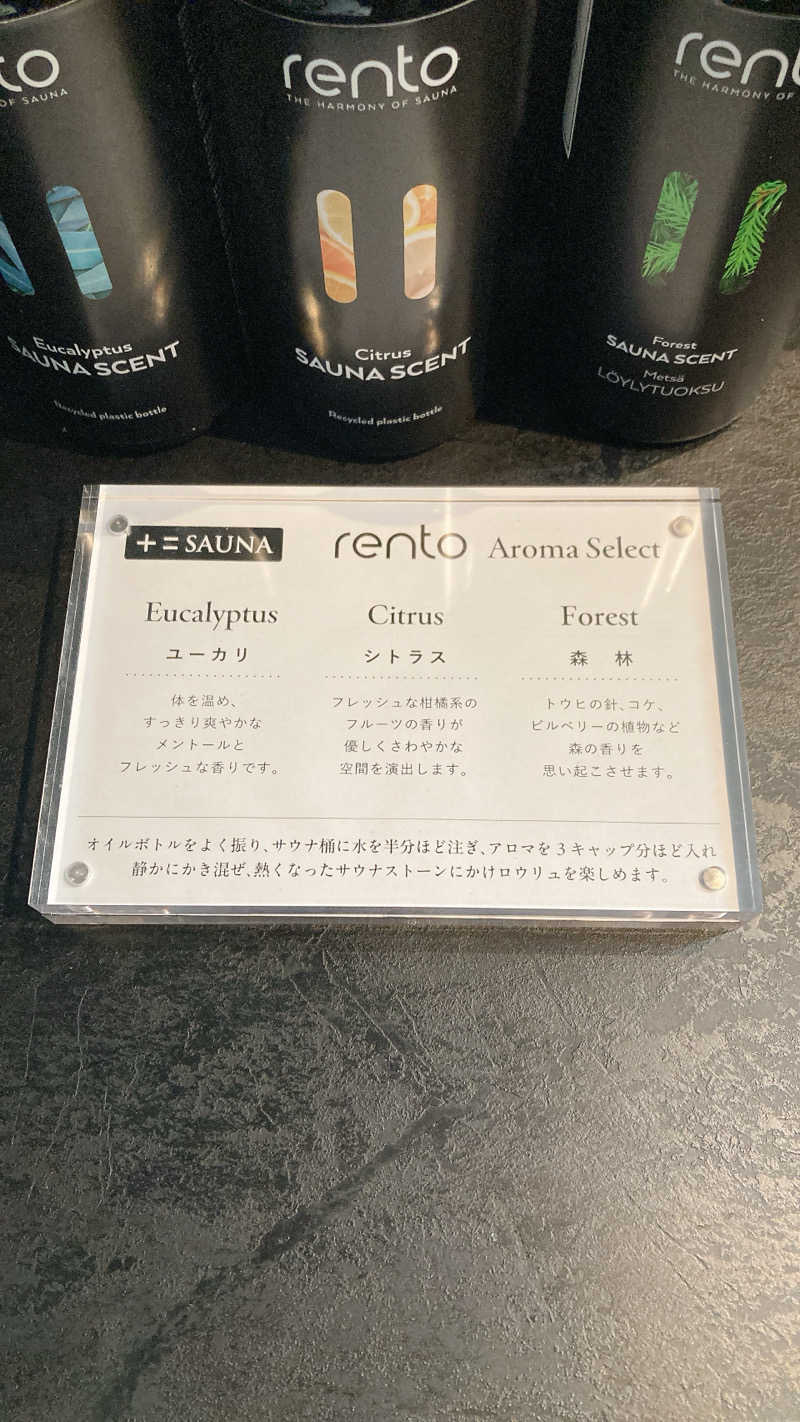 rento
THE HARMONY OF SAUNA
Eucalyptus
SAUNA SCENT
Recycled plastic bottle
rento
THE HARMONY OF SAUNA
Citrus
SAUNA SCENT
Recycled plastic bottle
THE HARMONY OF
Forest
SAUNA SCENT
Metsä
LÖYLYTUOKSU
+= SAUNA rento Aroma Select
Eucalyptus
ユーカリ
体を温め、
すっきり爽やかな
メントールと
フレッシュな香りです。
Citrus
シトラス
フレッシュな柑橘系の
フルーツの香りが
優しくさわやかな
空間を演出します。
Forest
森 林
トウヒの針、コケ、
ビルベリーの植物など
森の香りを
思い起こさせます。
オイルボトルをよく振り、サウナ桶に水を半分ほど注ぎ、アロマを3キャップ分ほど入れ
静かにかき混ぜ、熱くなったサウナストーンにかけロウリュを楽しめます。